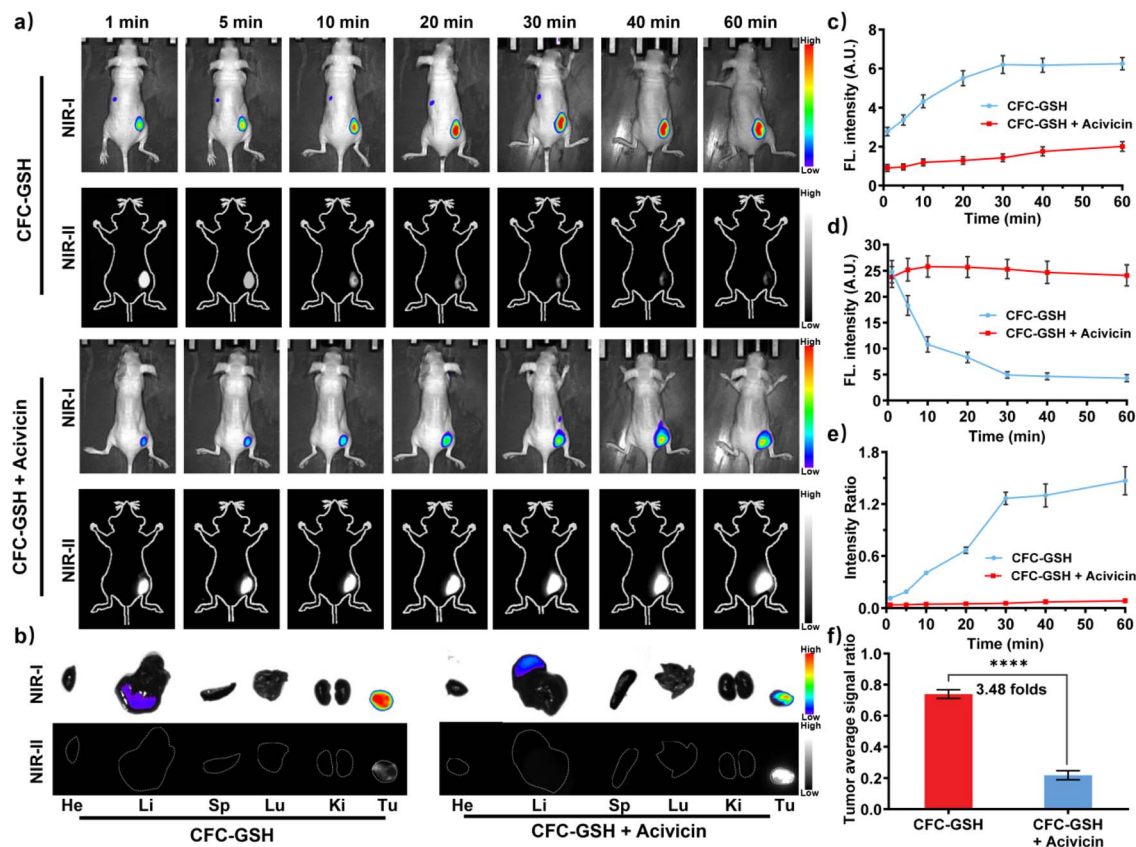 a)
1 min 5 min 10 min 20 min 30 min 40 min 60 min
CFC-GSH
NIR-I
High
Low
NIR-II
High
Low
CFC-GSH + Acivicin
NIR-I
High
Low
NIR-II
High
Low
b)
NIR-I
High
Low
NIR-II
High
Low
He Li Sp Lu Ki Tu He Li Sp Lu Ki Tu
CFC-GSH CFC-GSH + Acivicin
c)
FL. intensity (A.U.)
8
6
4
2
0
CFC-GSH
CFC-GSH + Acivicin
0 10 20 30 40 50 60
Time (min)
d)
FL. intensity (A.U.)
30
25
20
15
10
5
0
CFC-GSH
CFC-GSH + Acivicin
0 10 20 30 40 50 60
Time (min)
e)
Intensity Ratio
1.8
1.2
0.6
0.0
CFC-GSH
CFC-GSH + Acivicin
0 10 20 30 40 50 60
Time (min)
f)
Tumor average signal ratio
1.0
0.8
0.6
0.4
0.2
0.0
****
3.48 folds
CFC-GSH
CFC-GSH
+ Acivicin